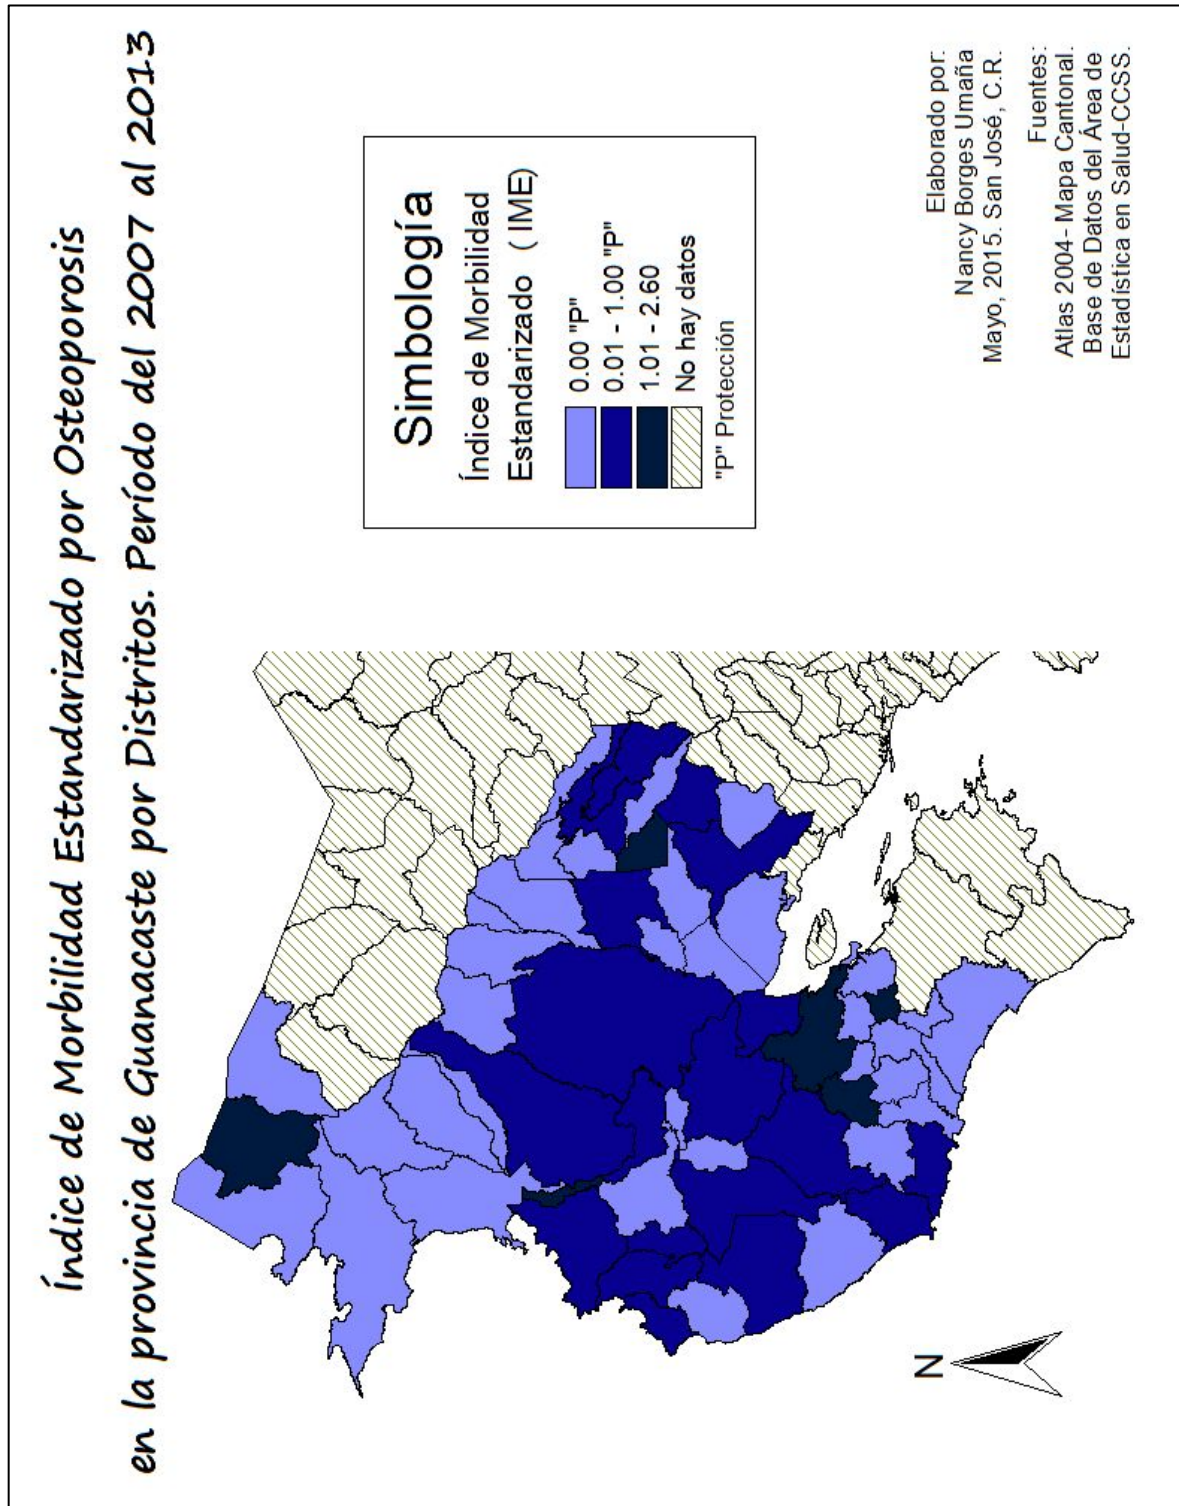 Índice de Morbilidad Estandarizado por Osteoporosis
en la provincia de Guanacaste por Distritos. Período del 2007 al 2013
Simbología
Índice de Morbilidad
Estandarizado ( IME)
0.00 "P"
0.01 - 1.00 "P"
1.01 - 2.60
No hay datos
"P" Protección
N
Elaborado por:
Nancy Borges Umaña
Mayo, 2015. San José, C.R.
Fuentes:
Atlas 2004- Mapa Cantonal.
Base de Datos del Área de
Estadística en Salud-CCSS.